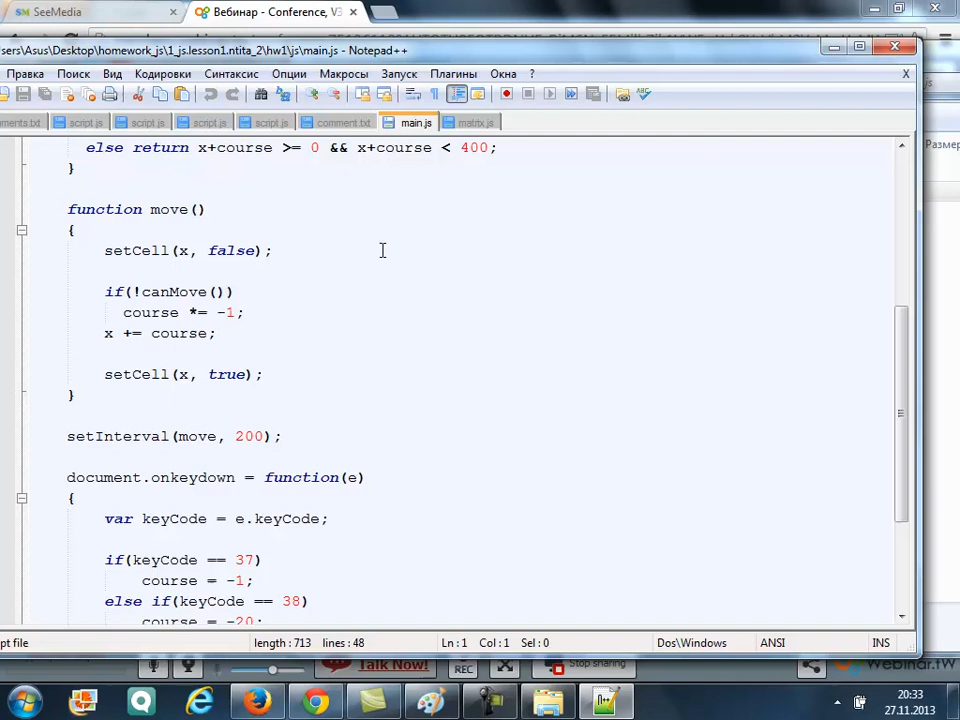 SeeMedia × Вебинар - Conference, V3 ×
sers\Asus\Desktop\homework_js\1_js.lesson1.ntita_2\hw1\js\main.js - Notepad++
Правка Поиск Вид Кодировки Синтаксис Опции Макросы Запуск Плагины Окна ? X
mments.txt script.js script.js script.js script.js comment.txt main.js matrix.js
js
Размер
else return x+course >= 0 && x+course < 400;
}
function move()
{
setCell(x, false);
if(!canMove())
course *= -1;
x += course;
setCell(x, true);
}
setInterval(move, 200);
document.onkeydown = function(e)
{
var keyCode = e.keyCode;
if(keyCode == 37)
course = -1;
else if(keyCode == 38)
course = -20;
pt file length : 713 lines : 48 Ln : 1 Col : 1 Sel : 0 Dos\Windows ANSI INS
Talk Now! REC Stop sharing Webinar.TW
20:33
27.11.2013